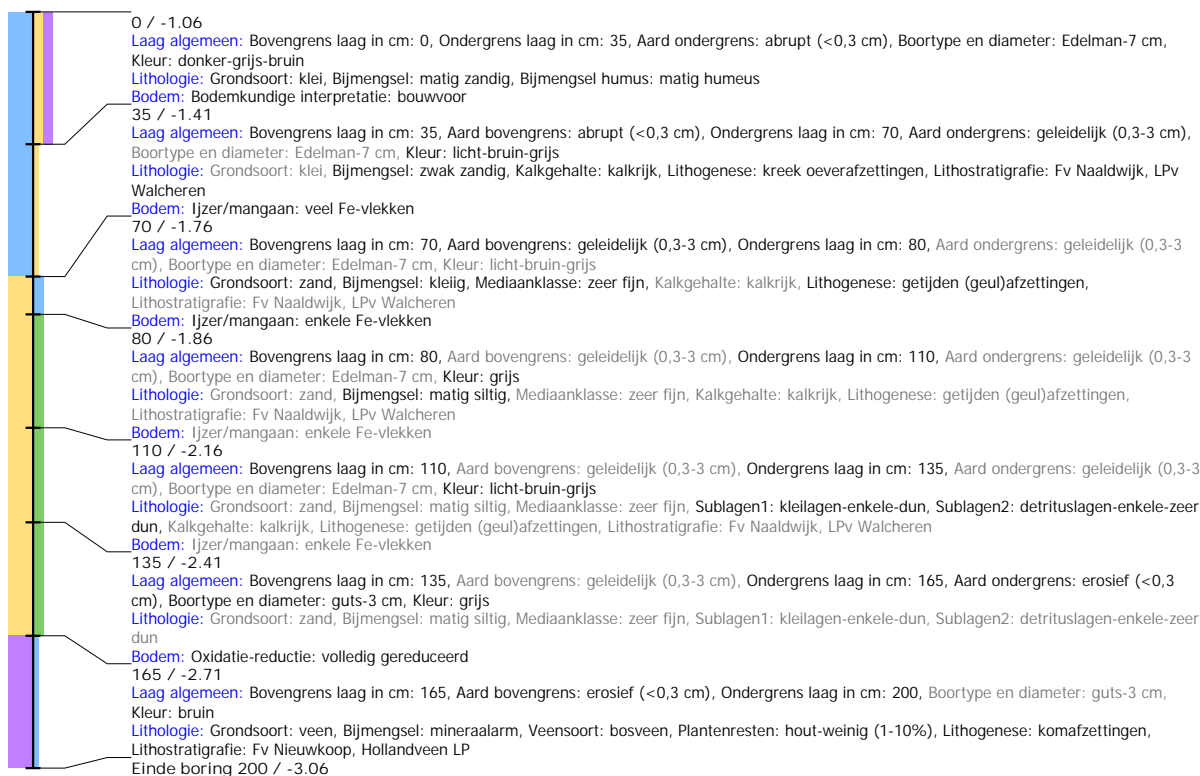 0 / -1.06
Laag algemeen: Bovengrens laag in cm: 0, Ondergrens laag in cm: 35, Aard ondergrens: abrupt (<0,3 cm), Boortype en diameter: Edelman-7 cm,
Kleur: donker-grijs-bruin
Lithologie: Grondsoort: klei, Bijmengsel: matig zandig, Bijmengsel humus: matig humeus
Bodem: Bodemkundige interpretatie: bouwvoor
35 / -1.41
Laag algemeen: Bovengrens laag in cm: 35, Aard bovengrens: abrupt (<0,3 cm), Ondergrens laag in cm: 70, Aard ondergrens: geleidelijk (0,3-3 cm),
Boortype en diameter: Edelman-7 cm, Kleur: licht-bruin-grijs
Lithologie: Grondsoort: klei, Bijmengsel: zwak zandig, Kalkgehalte: kalkrijk, Lithogenese: kreek oeverafzettingen, Lithostratigrafie: Fv Naaldwijk, LPv
Walcheren
Bodem: Ijzer/mangaan: veel Fe-vlekken
70 / -1.76
Laag algemeen: Bovengrens laag in cm: 70, Aard bovengrens: geleidelijk (0,3-3 cm), Ondergrens laag in cm: 80, Aard ondergrens: geleidelijk (0,3-3
cm), Boortype en diameter: Edelman-7 cm, Kleur: licht-bruin-grijs
Lithologie: Grondsoort: zand, Bijmengsel: kleiig, Mediaanklasse: zeer fijn, Kalkgehalte: kalkrijk, Lithogenese: getijden (geul)afzettingen,
Lithostratigrafie: Fv Naaldwijk, LPv Walcheren
Bodem: Ijzer/mangaan: enkele Fe-vlekken
80 / -1.86
Laag algemeen: Bovengrens laag in cm: 80, Aard bovengrens: geleidelijk (0,3-3 cm), Ondergrens laag in cm: 110, Aard ondergrens: geleidelijk (0,3-3
cm), Boortype en diameter: Edelman-7 cm, Kleur: grijs
Lithologie: Grondsoort: zand, Bijmengsel: matig siltig, Mediaanklasse: zeer fijn, Kalkgehalte: kalkrijk, Lithogenese: getijden (geul)afzettingen,
Lithostratigrafie: Fv Naaldwijk, LPv Walcheren
Bodem: Ijzer/mangaan: enkele Fe-vlekken
110 / -2.16
Laag algemeen: Bovengrens laag in cm: 110, Aard bovengrens: geleidelijk (0,3-3 cm), Ondergrens laag in cm: 135, Aard ondergrens: geleidelijk (0,3-3
cm), Boortype en diameter: Edelman-7 cm, Kleur: licht-bruin-grijs
Lithologie: Grondsoort: zand, Bijmengsel: matig siltig, Mediaanklasse: zeer fijn, Sublagen1: kleilagen-enkele-dun, Sublagen2: detrituslagen-enkele-zeer
dun, Kalkgehalte: kalkrijk, Lithogenese: getijden (geul)afzettingen, Lithostratigrafie: Fv Naaldwijk, LPv Walcheren
Bodem: Ijzer/mangaan: enkele Fe-vlekken
135 / -2.41
Laag algemeen: Bovengrens laag in cm: 135, Aard bovengrens: geleidelijk (0,3-3 cm), Ondergrens laag in cm: 165, Aard ondergrens: erosief (<0,3
cm), Boortype en diameter: guts-3 cm, Kleur: grijs
Lithologie: Grondsoort: zand, Bijmengsel: matig siltig, Mediaanklasse: zeer fijn, Sublagen1: kleilagen-enkele-dun, Sublagen2: detrituslagen-enkele-zeer
dun
Bodem: Oxidatie-reductie: volledig gereduceerd
165 / -2.71
Laag algemeen: Bovengrens laag in cm: 165, Aard bovengrens: erosief (<0,3 cm), Ondergrens laag in cm: 200, Boortype en diameter: guts-3 cm,
Kleur: bruin
Lithologie: Grondsoort: veen, Bijmengsel: mineraalarm, Veensoort: bosveen, Plantenresten: hout-weinig (1-10%), Lithogenese: komafzettingen,
Lithostratigrafie: Fv Nieuwkoop, Hollandveen LP
Einde boring 200 / -3.06